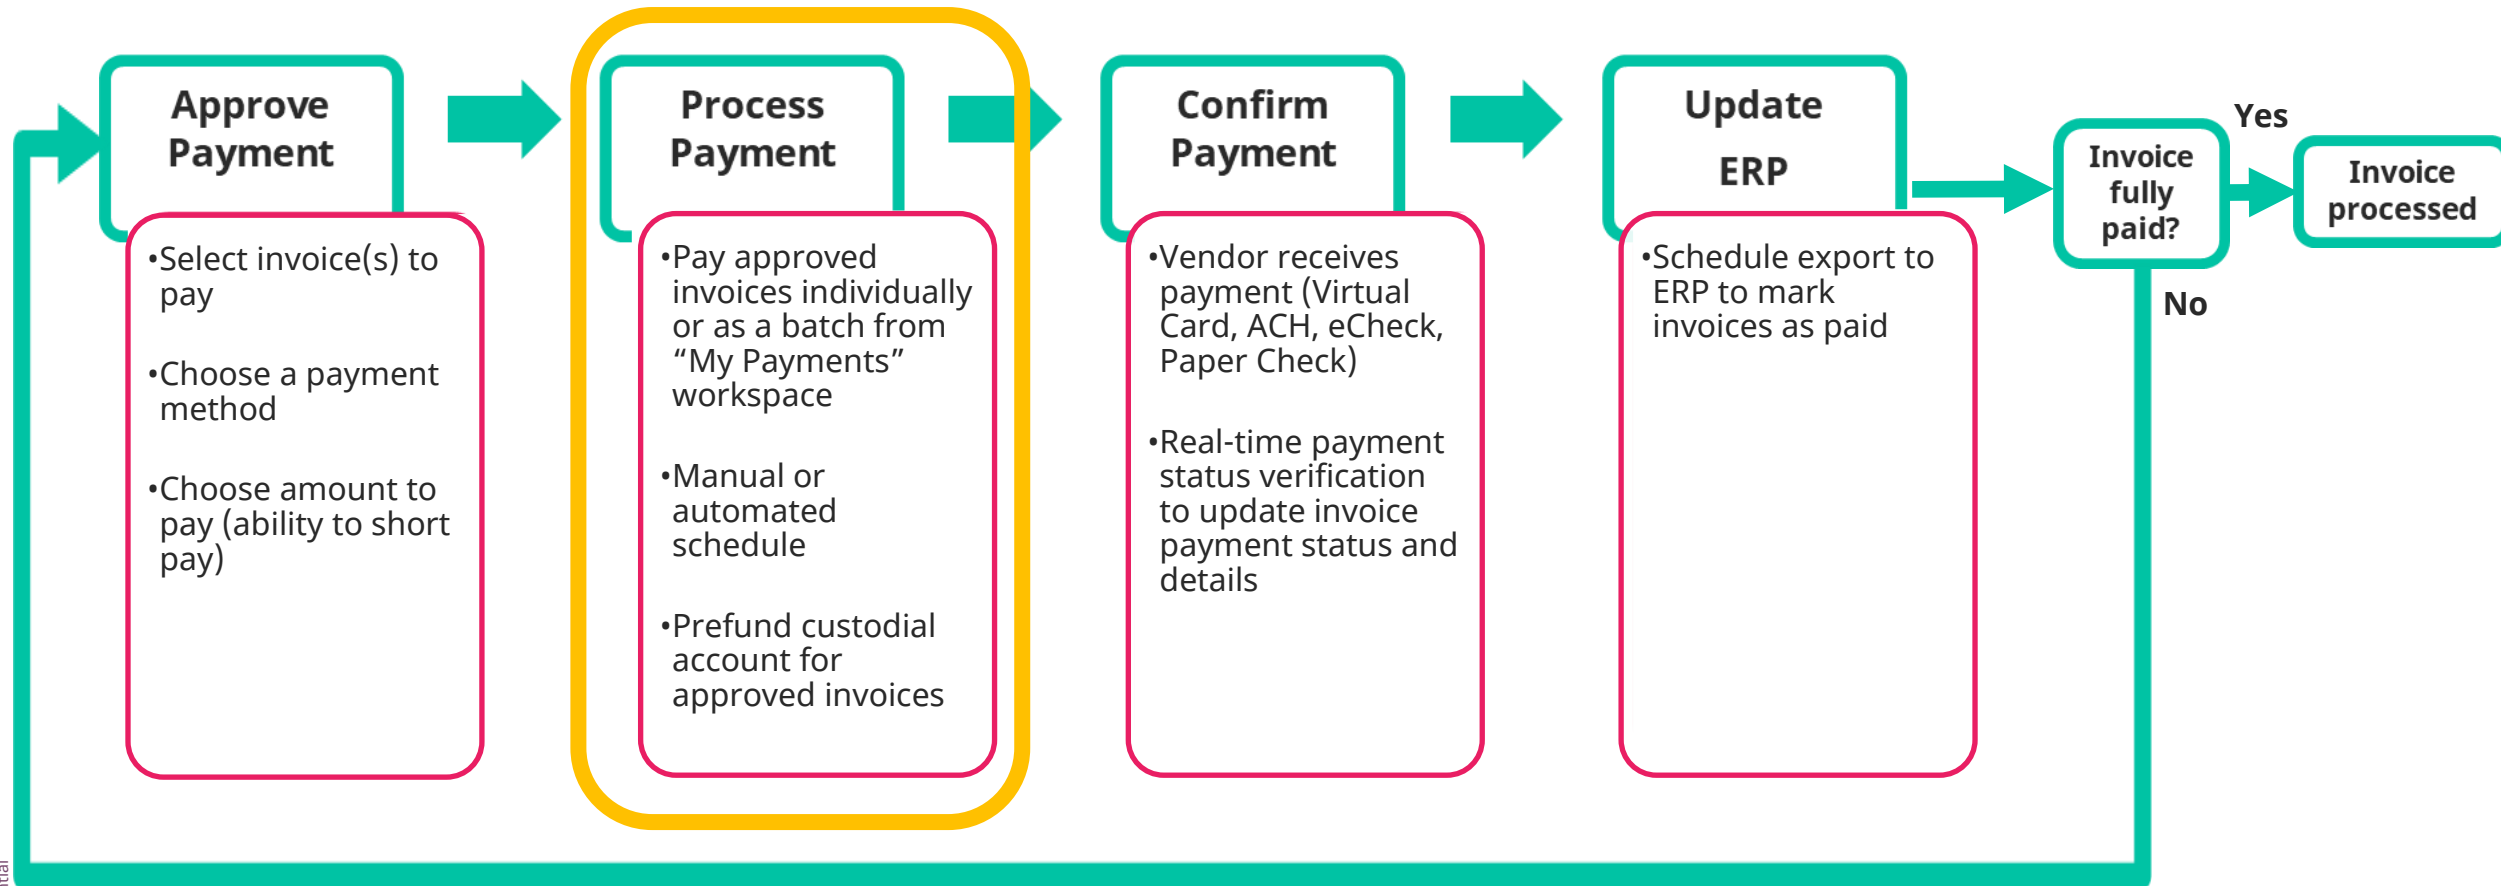 Approve
Payment
•Select invoice(s) to
pay
•Choose a payment
method
•Choose amount to
pay (ability to short
pay)
Process
Payment
•Pay approved
invoices individually
or as a batch from
“My Payments”
workspace
•Manual or
automated
schedule
•Prefund custodial
account for
approved invoices
Confirm
Payment
•Vendor receives
payment (Virtual
Card, ACH, eCheck,
Paper Check)
•Real-time payment
status verification
to update invoice
payment status and
details
Update
ERP
•Schedule export to
ERP to mark
invoices as paid
Invoice
fully
paid?
Yes
No
Invoice
processed